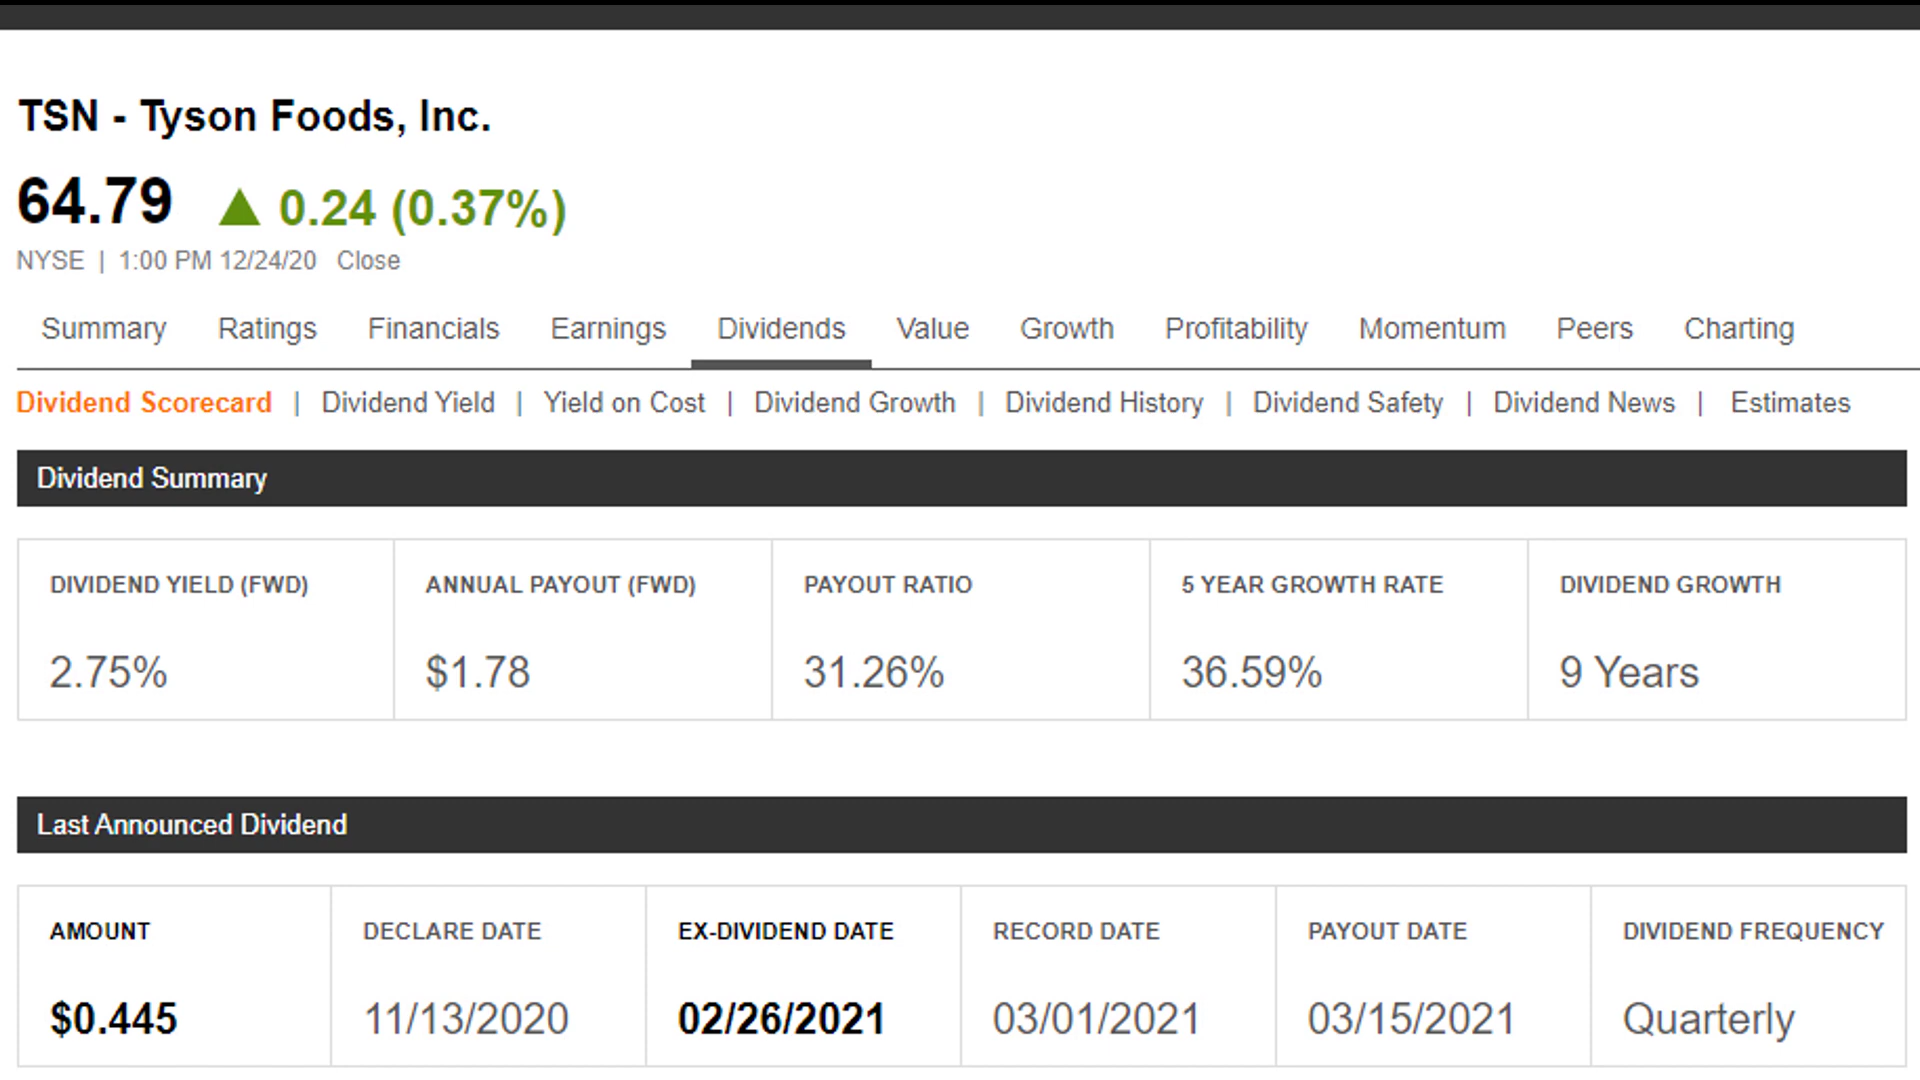 TSN - Tyson Foods, Inc.
64.79 ▲ 0.24 (0.37%)
NYSE | 1:00 PM 12/24/20 Close
Summary Ratings Financials Earnings Dividends Value Growth Profitability Momentum Peers Charting
Dividend Scorecard | Dividend Yield | Yield on Cost | Dividend Growth | Dividend History | Dividend Safety | Dividend News | Estimates
Dividend Summary
DIVIDEND YIELD (FWD) ANNUAL PAYOUT (FWD) PAYOUT RATIO 5 YEAR GROWTH RATE DIVIDEND GROWTH
2.75% $1.78 31.26% 36.59% 9 Years
Last Announced Dividend
AMOUNT DECLARE DATE EX-DIVIDEND DATE RECORD DATE PAYOUT DATE DIVIDEND FREQUENCY
$0.445 11/13/2020 02/26/2021 03/01/2021 03/15/2021 Quarterly